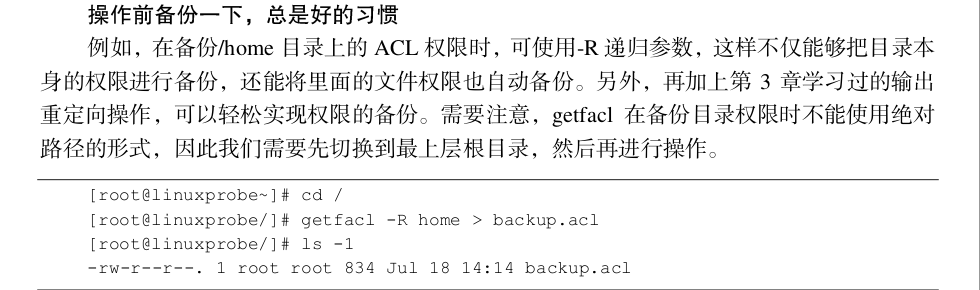 操作前备份一下，总是好的习惯
例如，在备份/home 目录上的 ACL 权限时，可使用-R 递归参数，这样不仅能够把目录本
身的权限进行备份，还能将里面的文件权限也自动备份。另外，再加上第 3 章学习过的输出
重定向操作，可以轻松实现权限的备份。需要注意，getfacl 在备份目录权限时不能使用绝对
路径的形式，因此我们需要先切换到最上层根目录，然后再进行操作。
[root@linuxprobe~]# cd /
[root@linuxprobe/]# getfacl -R home > backup.acl
[root@linuxprobe/]# ls -l
-rw-r--r--. 1 root root 834 Jul 18 14:14 backup.acl